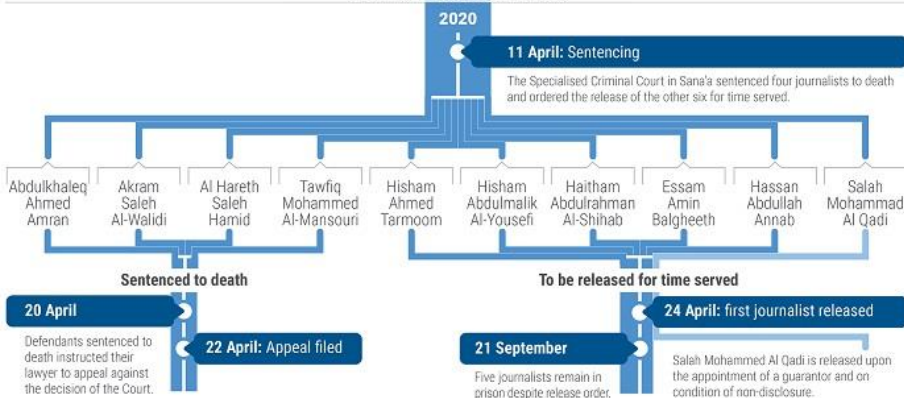 2020
11 April: Sentencing
The Specialised Criminal Court in Sana'a sentenced four journalists to death
and ordered the release of the other six for time served.
Abdulkhaleq
Ahmed
Amran
Akram
Saleh
Al-Walidi
Al Hareth
Saleh
Hamid
Tawfiq
Mohammed
Al-Mansouri
Hisham
Ahmed
Tarmoom
Hisham
Abdulmalik
Al-Yousefi
Haitham
Abdulrahman
Al-Shihab
Essam
Amin
Balgheeth
Hassan
Abdullah
Annab
Salah
Mohammad
Al Qadi
Sentenced to death
20 April
Defendants sentenced to
death instructed their
lawyer to appeal against
the decision of the Court.
22 April: Appeal filed
To be released for time served
24 April: first journalist released
Salah Mohammed Al Qadi is released upon
the appointment of a guarantor and on
condition of non-disclosure.
21 September
Five journalists remain in
prison despite release order.